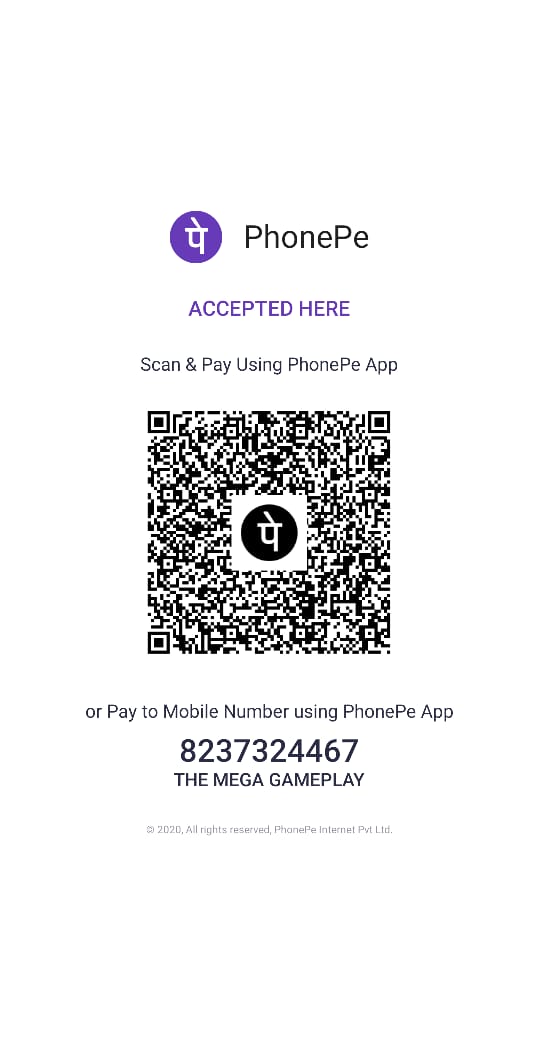 पे PhonePe
ACCEPTED HERE
Scan & Pay Using PhonePe App
पे
or Pay to Mobile Number using PhonePe App
8237324467
THE MEGA GAMEPLAY
© 2020, All rights reserved, PhonePe Internet Pvt Ltd.